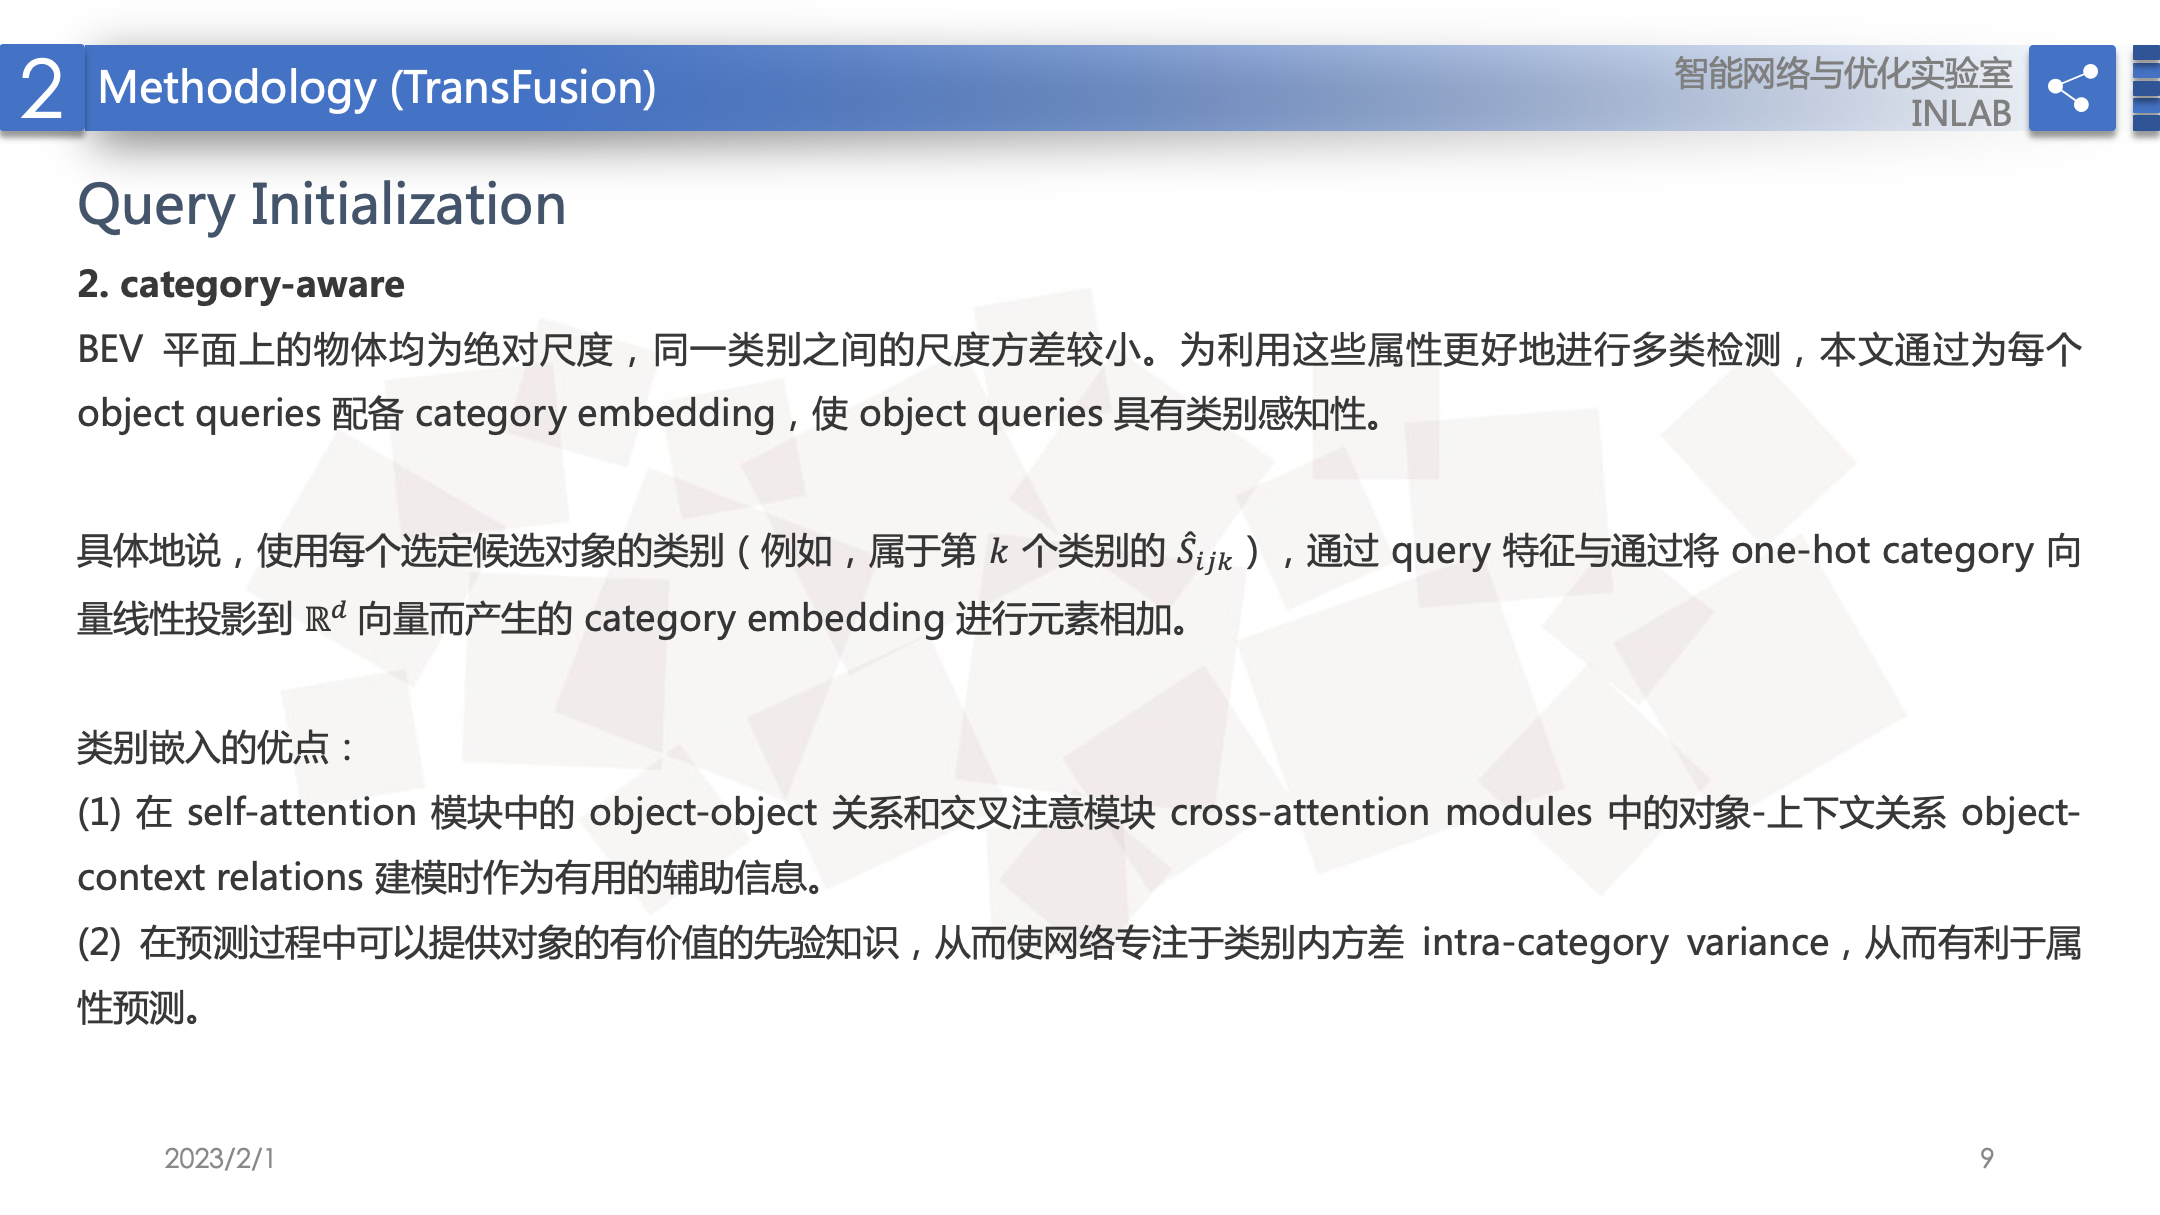 2
Methodology (TransFusion)
智能网络与优化实验室
INLAB
Query Initialization
2. category-aware
BEV 平面上的物体均为绝对尺度，同一类别之间的尺度方差较小。为利用这些属性更好地进行多类检测，本文通过为每个
object queries 配备 category embedding，使 object queries 具有类别感知性。
具体地说，使用每个选定候选对象的类别（例如，属于第 k 个类别的 Ŝ_{ijk} ），通过 query 特征与通过将 one-hot category 向
量线性投影到 ℝ^d 向量而产生的 category embedding 进行元素相加。
类别嵌入的优点：
(1) 在 self-attention 模块中的 object-object 关系和交叉注意模块 cross-attention modules 中的对象-上下文关系 object-
context relations 建模时作为有用的辅助信息。
(2) 在预测过程中可以提供对象的有价值的先验知识，从而使网络专注于类别内方差 intra-category variance，从而有利于属
性预测。
2023/2/1
9